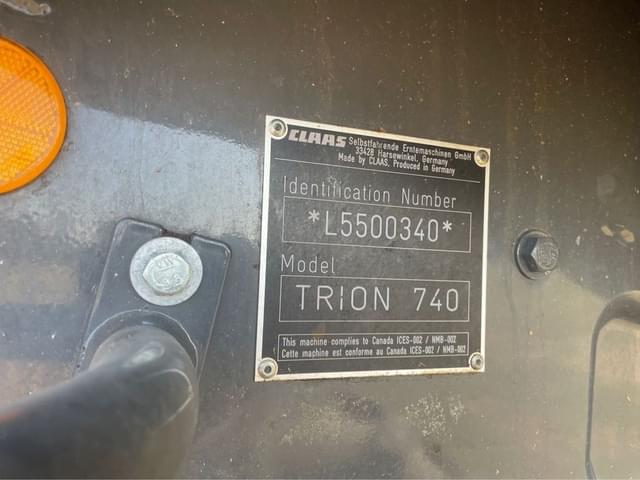 CLAAS Selbstfahrende Erntemaschinen GmbH
33428 Harsewinkel, Germany
Made by CLAAS, Produced in Germany
Identification Number
*L5500340*
Model
TRION 740
This machine complies to Canada ICES-002 / NMB-002
Cette machine est conforme au Canada ICES-002 / NMB-002